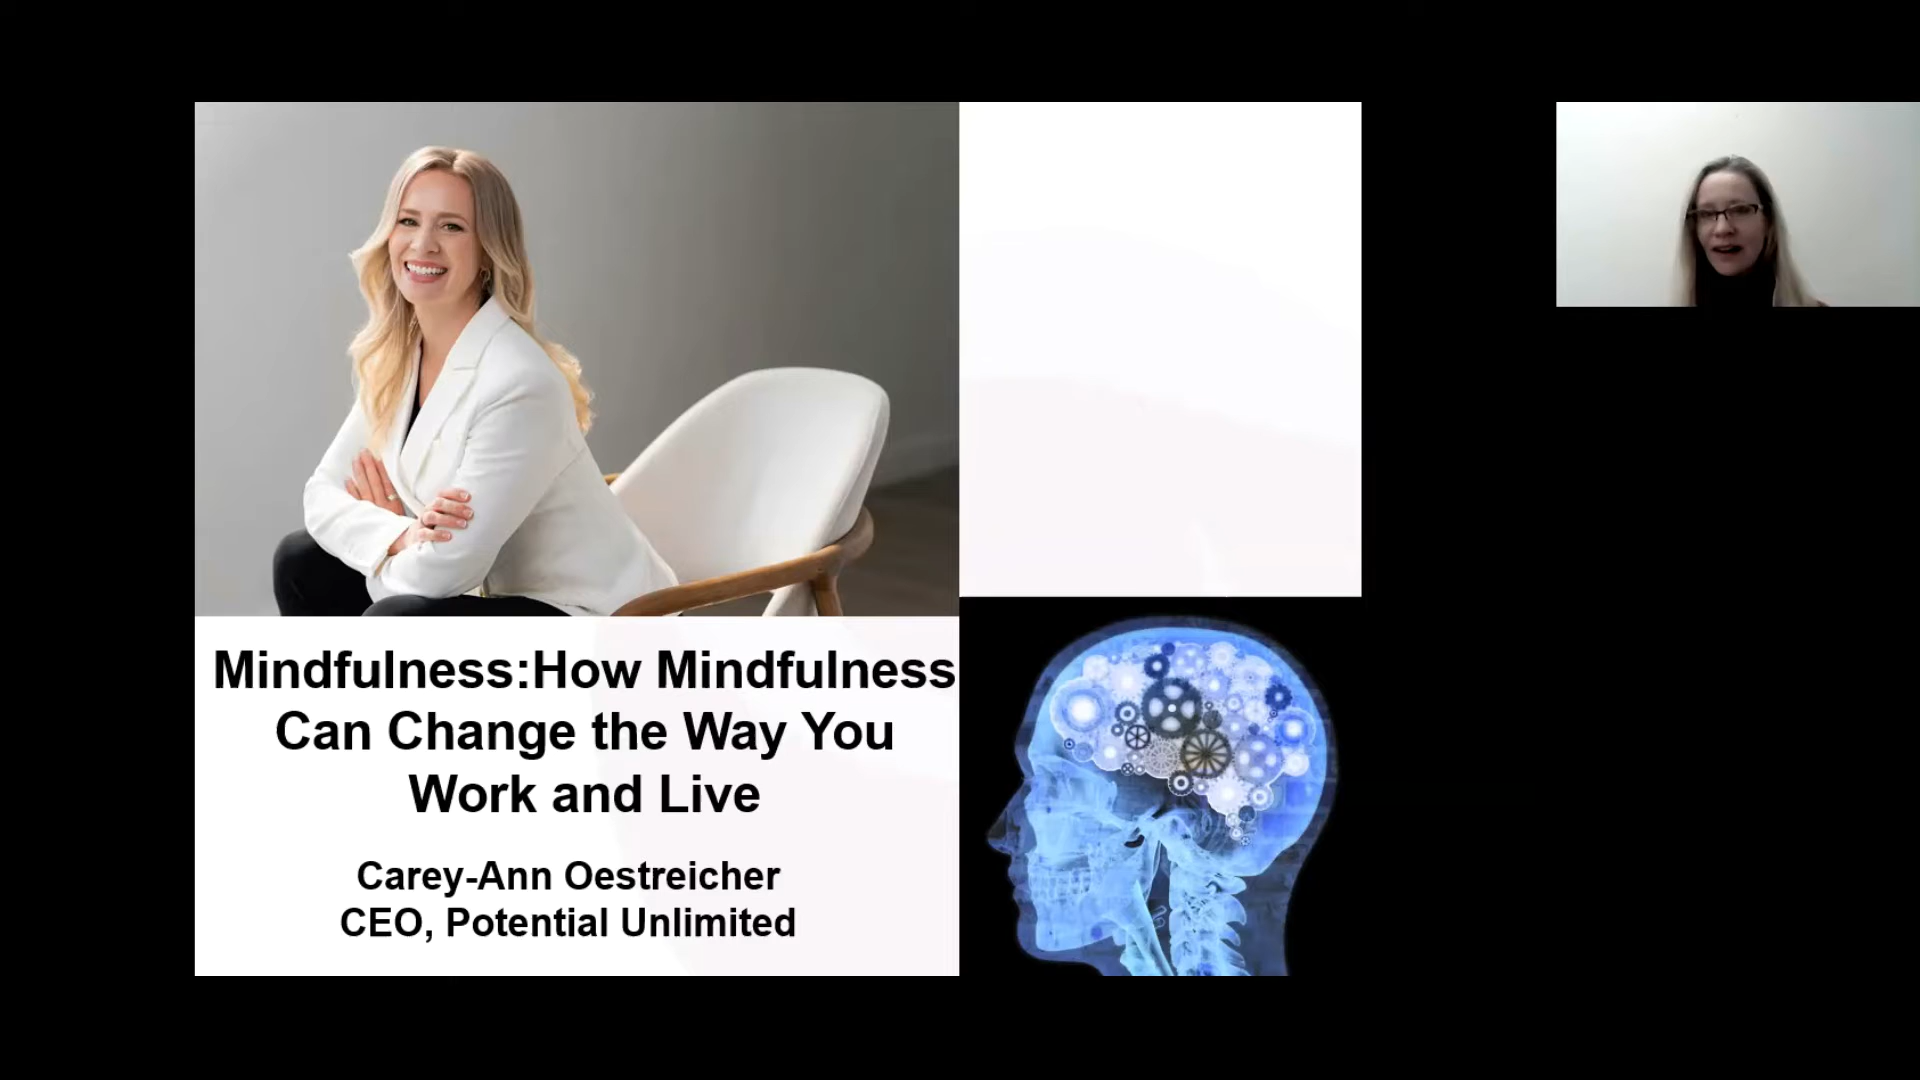 Mindfulness:How Mindfulness
Can Change the Way You
Work and Live
Carey-Ann Oestreicher
CEO, Potential Unlimited